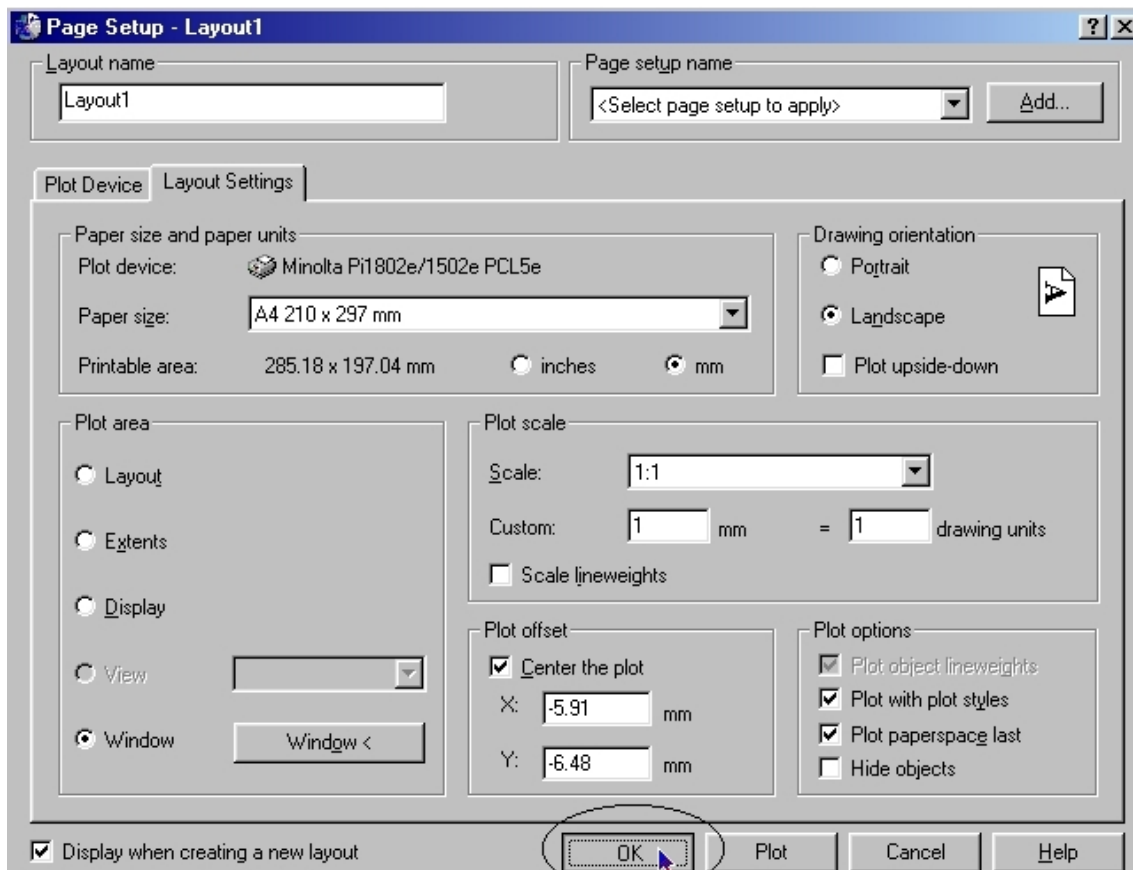 Page Setup - Layout1
Layout name
Layout1
Page setup name
<Select page setup to apply>
Add...
Plot Device
Layout Settings
Paper size and paper units
Plot device:
Minolta Pi1802e/1502e PCL5e
Paper size:
A4 210 x 297 mm
Printable area:
285.18 x 197.04 mm
inches
mm
Drawing orientation
Portrait
Landscape
A
Plot upside-down
Plot area
Layout
Extents
Display
View
Window
Window <
Plot scale
Scale:
1:1
Custom:
1 mm = 1 drawing units
Scale lineweights
Plot offset
Center the plot
X: -5.91 mm
Y: -6.48 mm
Plot options
Plot object lineweights
Plot with plot styles
Plot paperspace last
Hide objects
Display when creating a new layout
OK
Plot
Cancel
Help